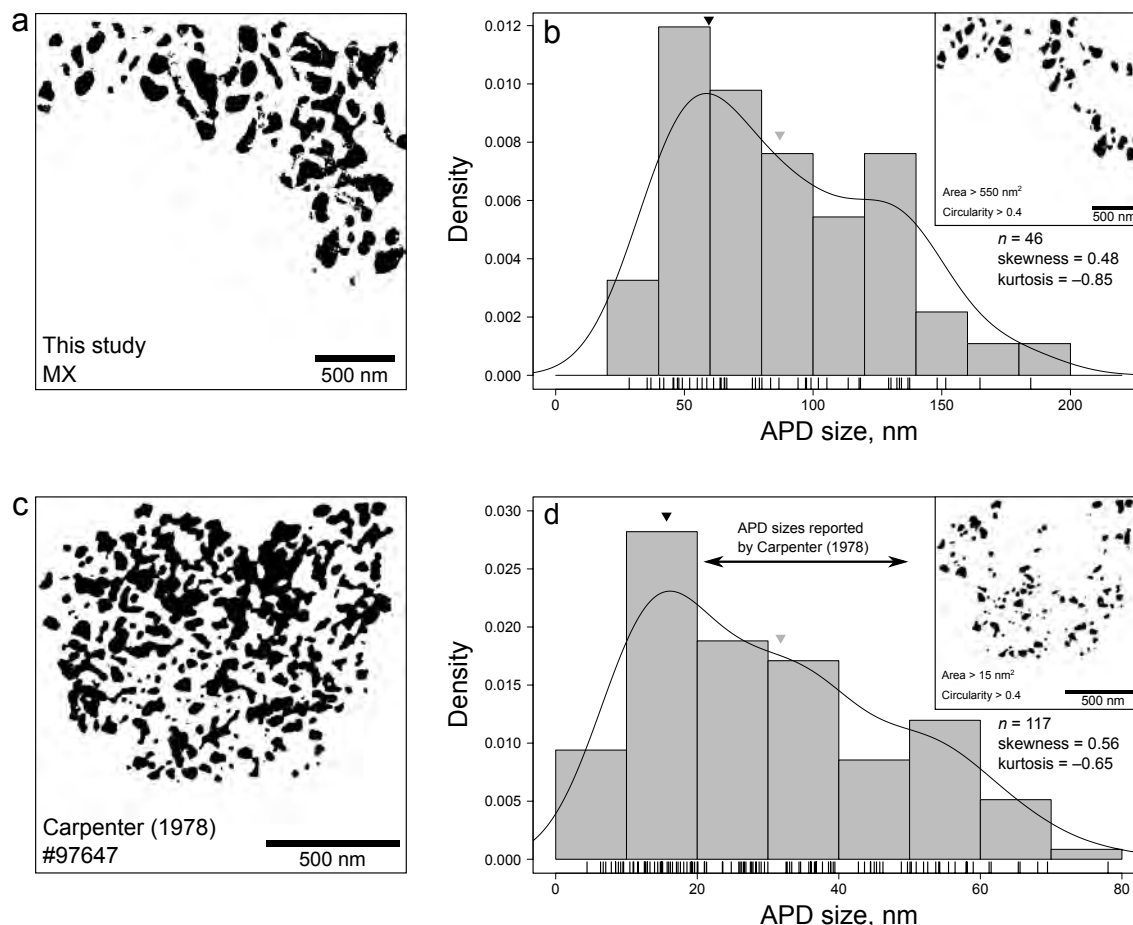 a
This study
MX
500 nm
b
Density
0.012
0.010
0.008
0.006
0.004
0.002
0.000
0
50
100
150
200
APD size, nm
Area > 550 nm²
Circularity > 0.4
500 nm
n = 46
skewness = 0.48
kurtosis = –0.85
c
Carpenter (1978)
#97647
500 nm
d
Density
0.030
0.025
0.020
0.015
0.010
0.005
0.000
0
20
40
60
80
APD size, nm
APD sizes reported
by Carpenter (1978)
Area > 15 nm²
Circularity > 0.4
500 nm
n = 117
skewness = 0.56
kurtosis = –0.65